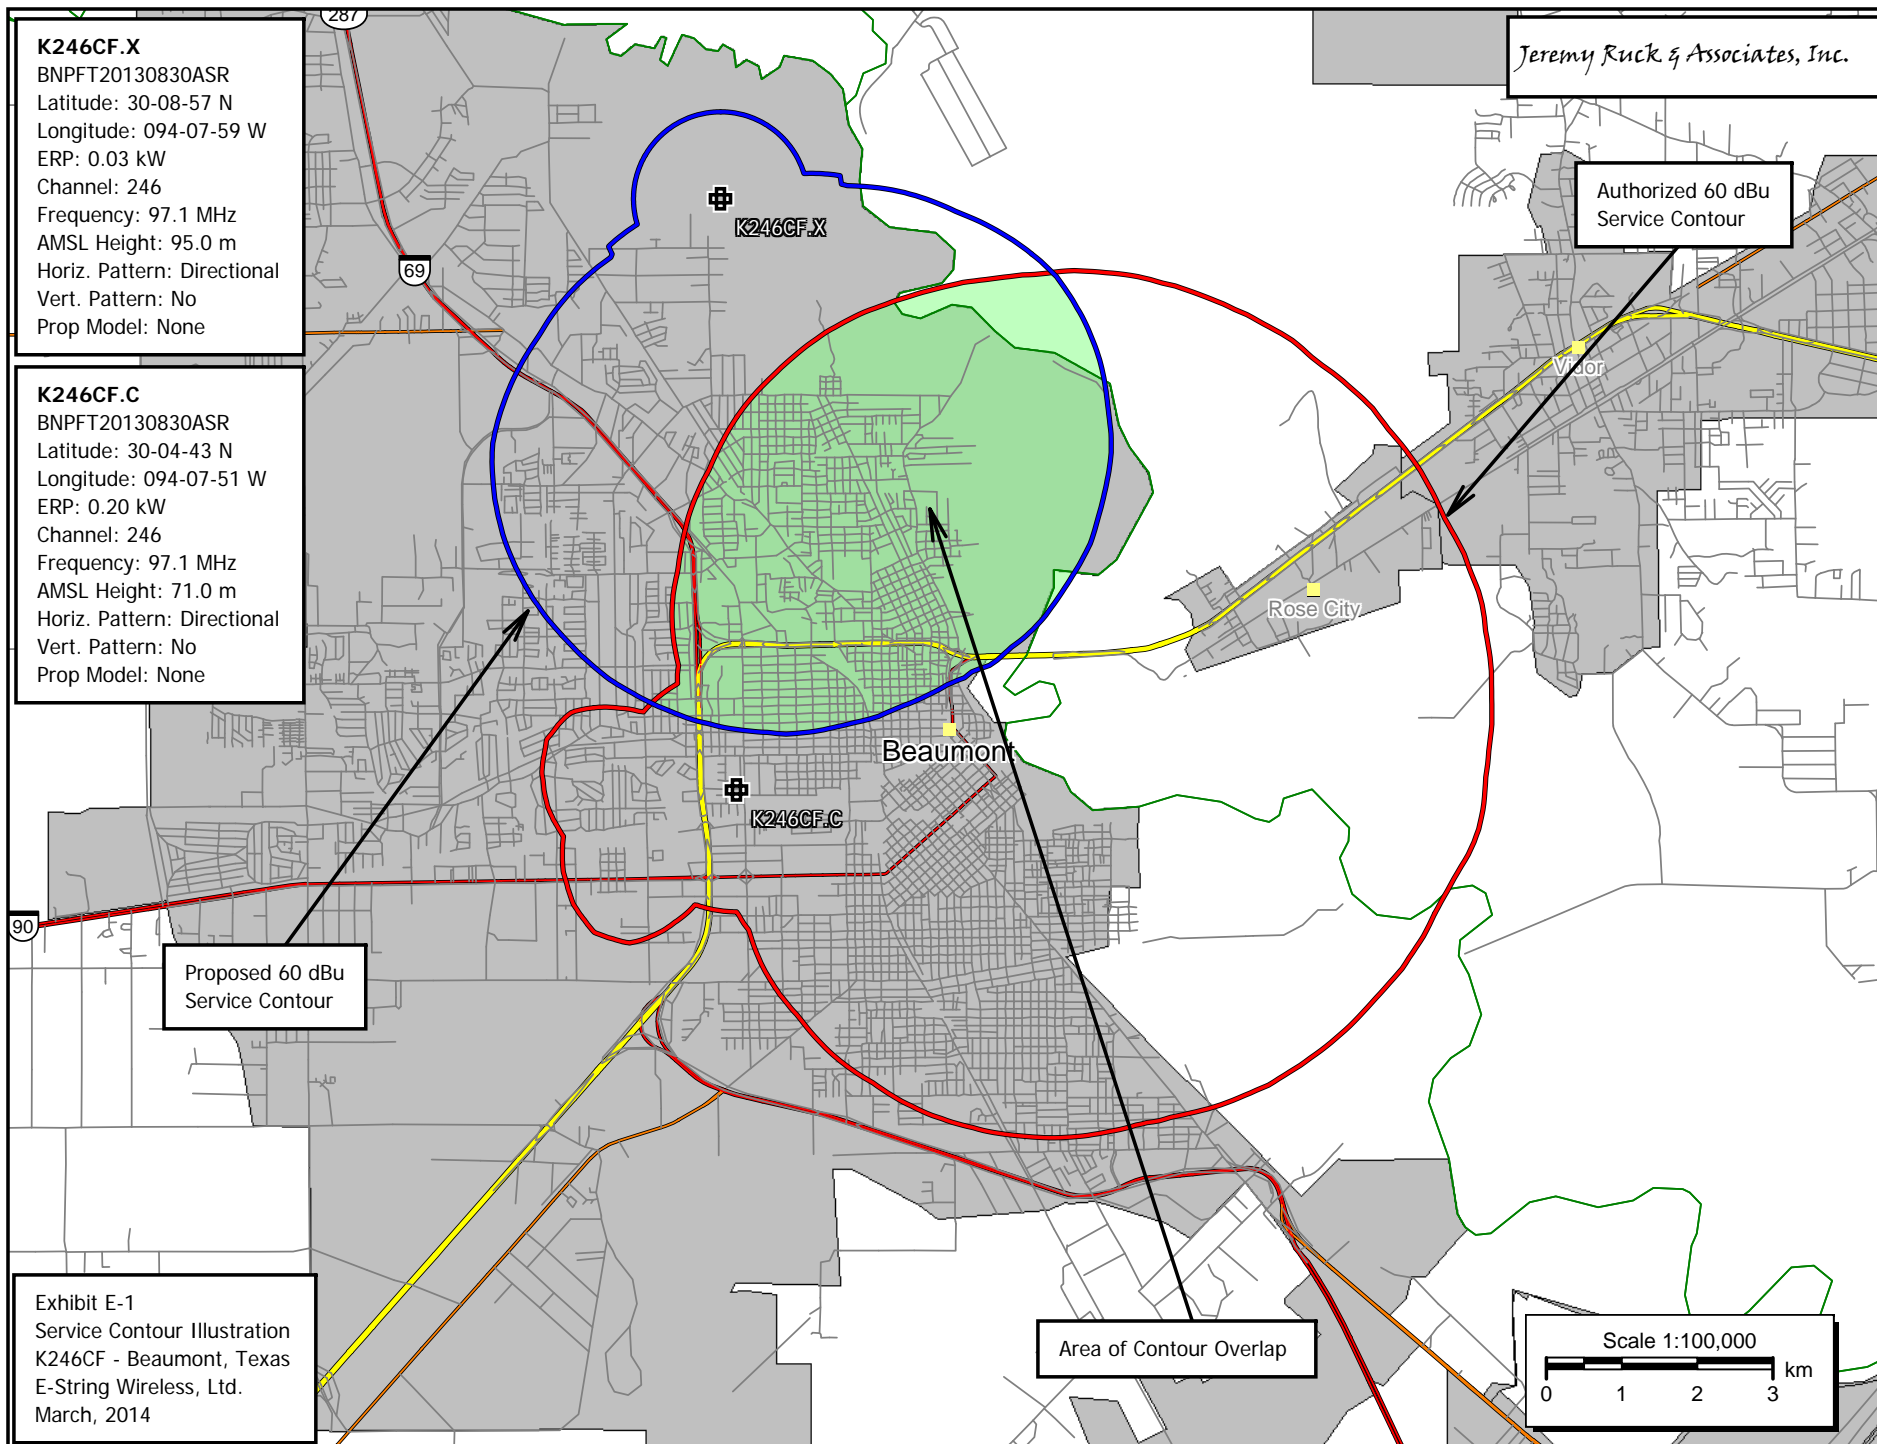 287
K246CF.X
BNPFT20130830ASR
Latitude: 30-08-57 N
Longitude: 094-07-59 W
ERP: 0.03 kW
Channel: 246
Frequency: 97.1 MHz
AMSL Height: 95.0 m
Horiz. Pattern: Directional
Vert. Pattern: No
Prop Model: None
Jeremy Ruck & Associates, Inc.
Authorized 60 dBu
Service Contour
K246CF.X
69
Vidor
K246CF.C
BNPFT20130830ASR
Latitude: 30-04-43 N
Longitude: 094-07-51 W
ERP: 0.20 kW
Channel: 246
Frequency: 97.1 MHz
AMSL Height: 71.0 m
Horiz. Pattern: Directional
Vert. Pattern: No
Prop Model: None
Rose City
Beaumont
K246CF.C
90
Proposed 60 dBu
Service Contour
Exhibit E-1
Service Contour Illustration
K246CF - Beaumont, Texas
E-String Wireless, Ltd.
March, 2014
Area of Contour Overlap
Scale 1:100,000
km
0 1 2 3